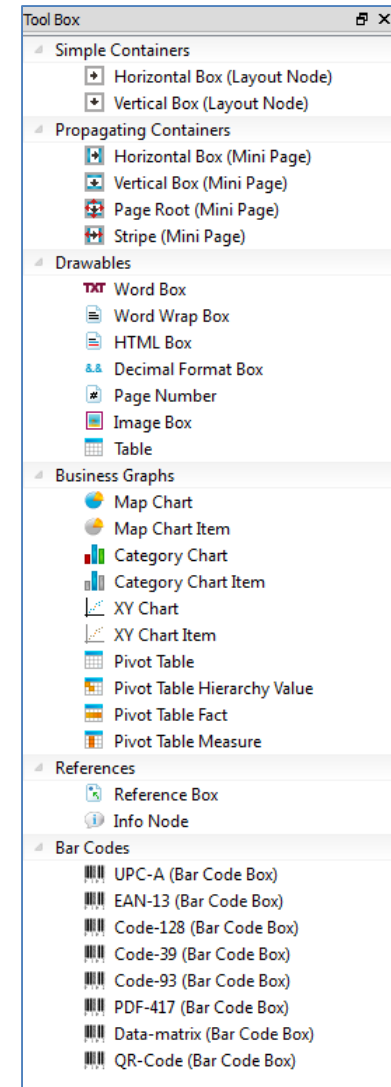 Tool Box
Simple Containers
Horizontal Box (Layout Node)
Vertical Box (Layout Node)
Propagating Containers
Horizontal Box (Mini Page)
Vertical Box (Mini Page)
Page Root (Mini Page)
Stripe (Mini Page)
Drawables
TXT Word Box
Word Wrap Box
HTML Box
&.& Decimal Format Box
# Page Number
Image Box
Table
Business Graphs
Map Chart
Map Chart Item
Category Chart
Category Chart Item
XY Chart
XY Chart Item
Pivot Table
Pivot Table Hierarchy Value
Pivot Table Fact
Pivot Table Measure
References
Reference Box
Info Node
Bar Codes
UPC-A (Bar Code Box)
EAN-13 (Bar Code Box)
Code-128 (Bar Code Box)
Code-39 (Bar Code Box)
Code-93 (Bar Code Box)
PDF-417 (Bar Code Box)
Data-matrix (Bar Code Box)
QR-Code (Bar Code Box)